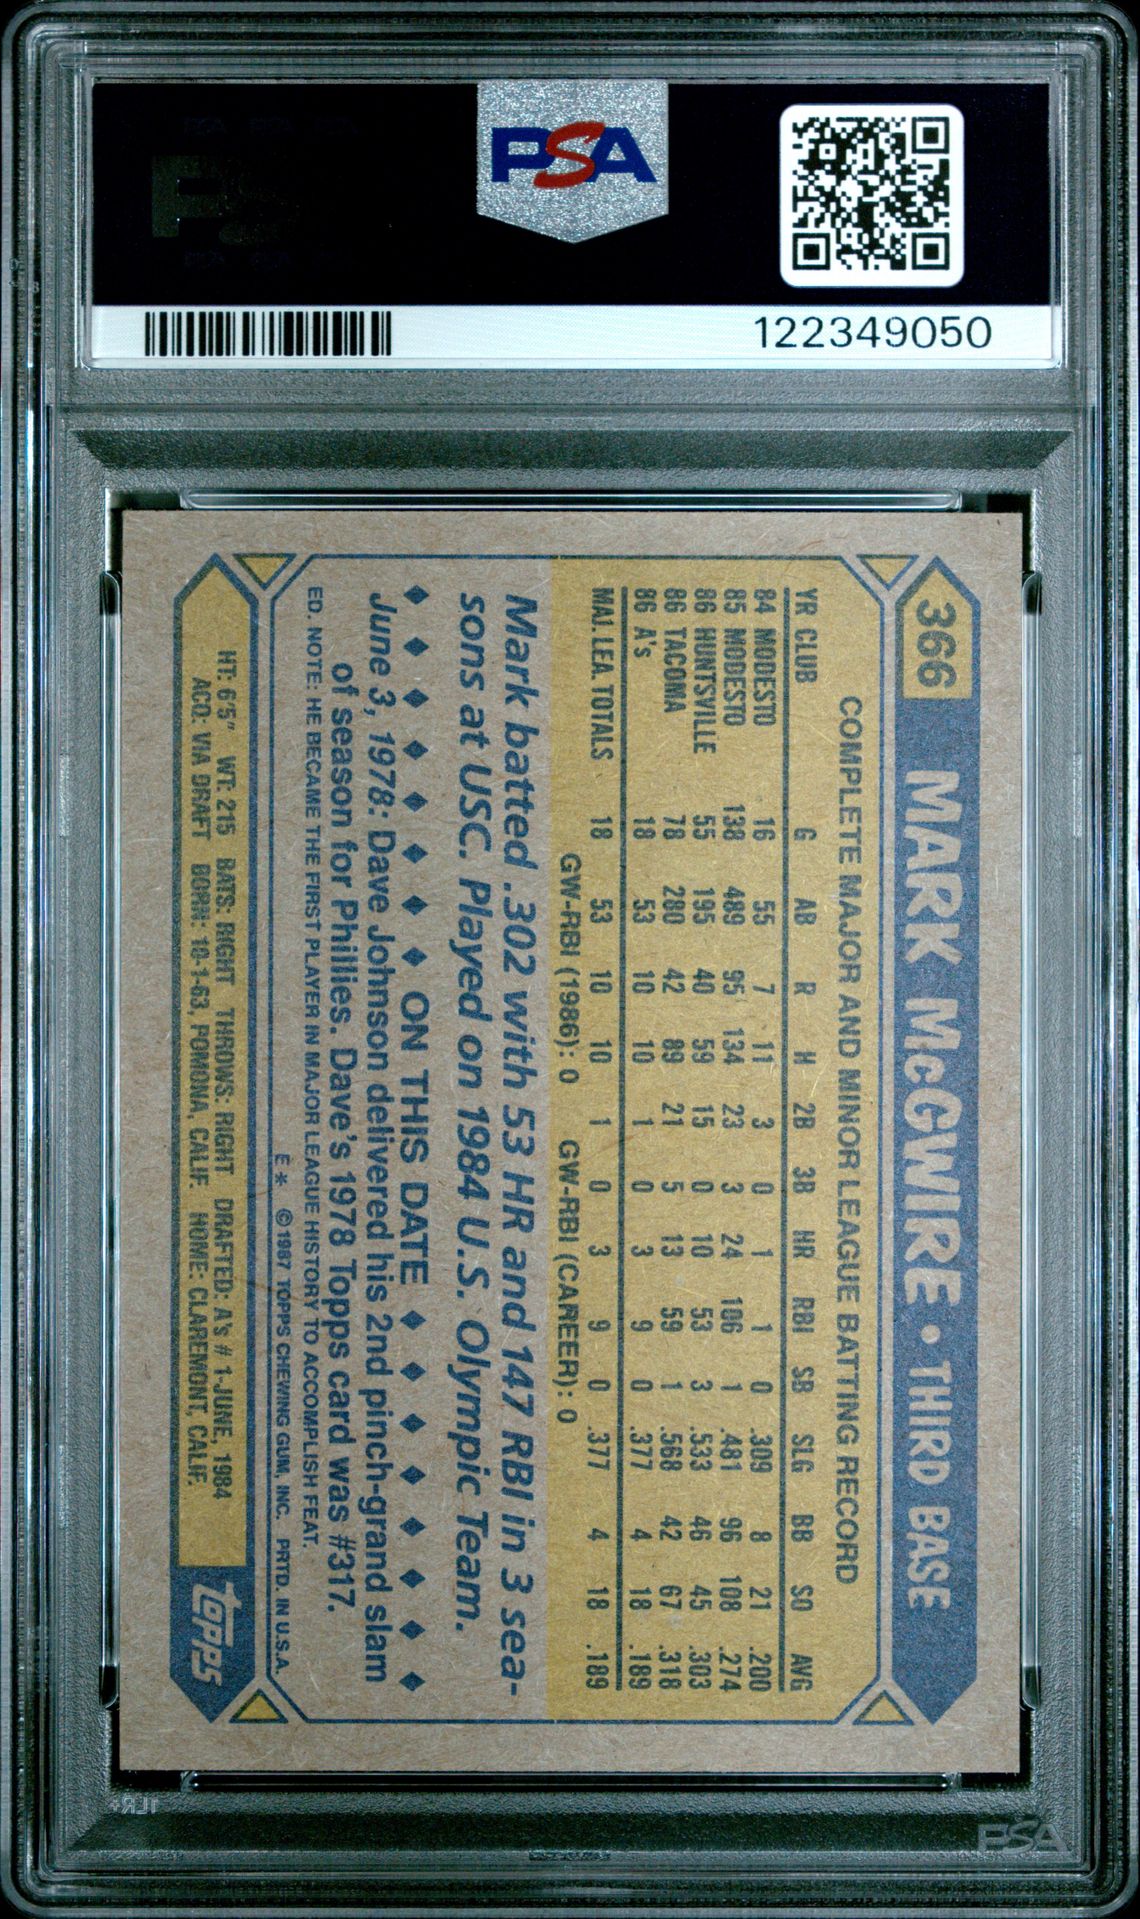 PSA
122349050
366 MARK McGWIRE • THIRD BASE
COMPLETE MAJOR AND MINOR LEAGUE BATTING RECORD
YR CLUB G AB R H 2B 3B HR RBI SB SLG BB SO AVG
84 MODESTO 16 55 7 11 3 0 1 1 0 .309 8 21 .200
85 MODESTO 138 489 95 134 23 3 24 106 1 .481 96 108 .274
86 HUNTSVILLE 55 195 40 59 15 0 10 53 3 .533 46 45 .303
86 TACOMA 78 280 42 89 21 5 13 59 1 .568 42 67 .318
86 A's 18 53 10 10 1 0 3 9 0 .377 4 18 .189
MAJ. LEA. TOTALS 18 53 10 10 1 0 3 9 0 .377 4 18 .189
GW-RBI (1986): 0 GW-RBI (CAREER): 0
Mark batted .302 with 53 HR and 147 RBI in 3 sea-
sons at USC. Played on 1984 U.S. Olympic Team.
◆ ◆ ◆ ◆ ◆ ◆ ◆ ◆ ON THIS DATE ◆ ◆ ◆ ◆ ◆ ◆ ◆ ◆
June 3, 1978: Dave Johnson delivered his 2nd pinch-grand slam
of season for Phillies. Dave's 1978 Topps card was #317.
ED. NOTE: HE BECAME THE FIRST PLAYER IN MAJOR LEAGUE HISTORY TO ACCOMPLISH FEAT.
E* © 1987 TOPPS CHEWING GUM, INC. PRTD. IN U.S.A.
HT: 6'5" WT: 215 BATS: RIGHT THROWS: RIGHT DRAFTED: A's #1-JUNE, 1984
ACQ: VIA DRAFT BORN: 10-1-63, POMONA, CALIF. HOME: CLAREMONT, CALIF.
topps
PSA